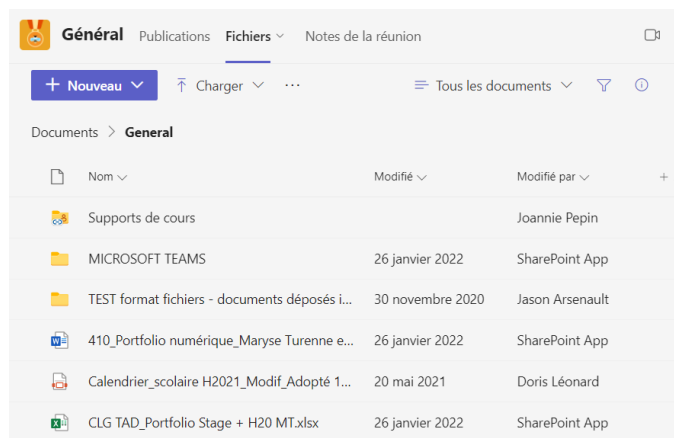 Général Publications Fichiers Notes de la réunion
+ Nouveau Charger ... Tous les documents
Documents > General
Nom Modifié Modifié par +
Supports de cours Joannie Pepin
MICROSOFT TEAMS 26 janvier 2022 SharePoint App
TEST format fichiers - documents déposés i... 30 novembre 2020 Jason Arsenault
410_Portfolio numérique_Maryse Turenne e... 26 janvier 2022 SharePoint App
Calendrier_scolaire H2021_Modif_Adopté 1... 20 mai 2021 Doris Léonard
CLG TAD_Portfolio Stage + H20 MT.xlsx 26 janvier 2022 SharePoint App